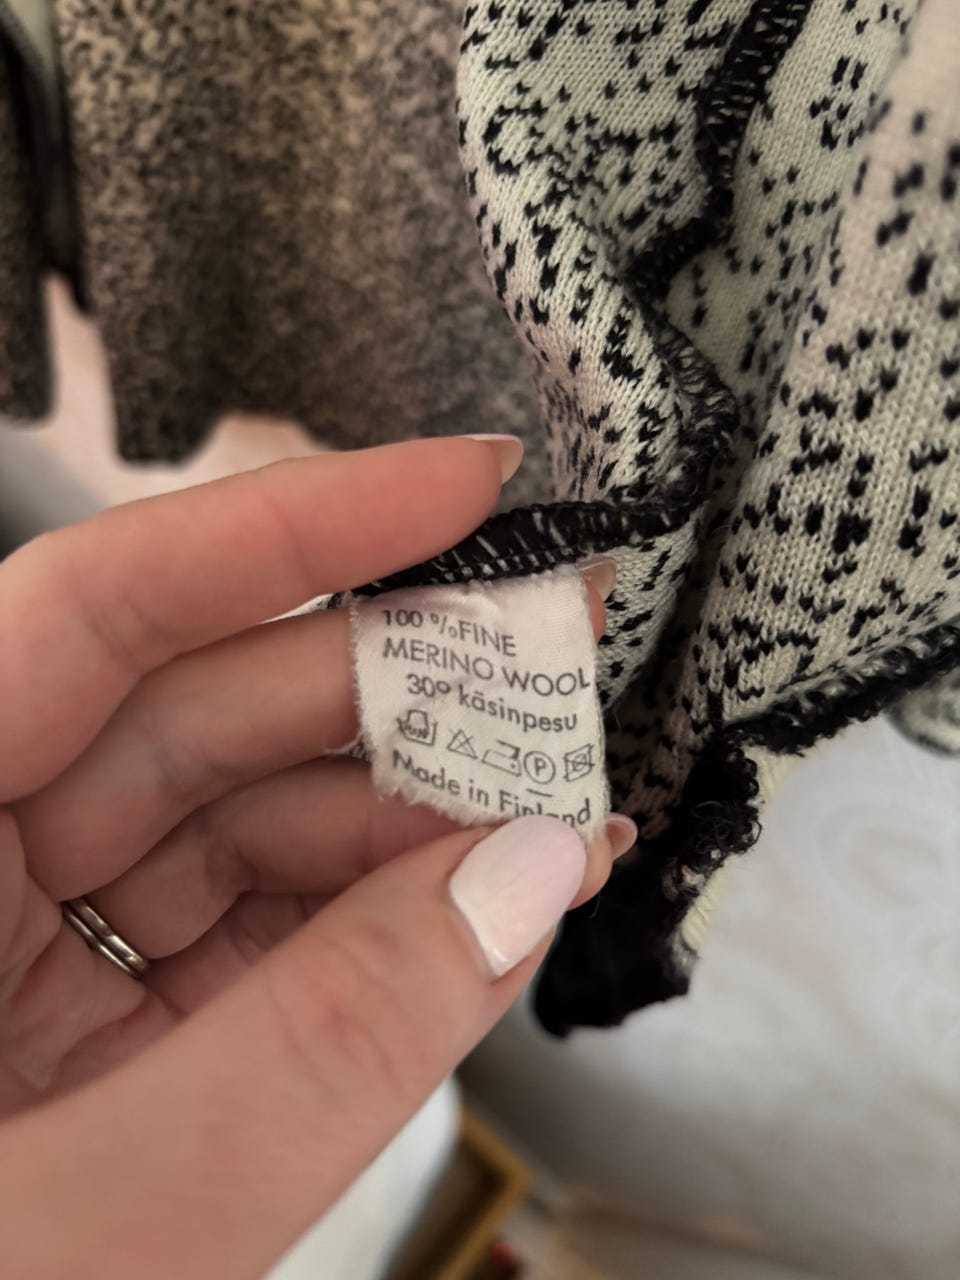 100 %FINE
MERINO WOOL
30° käsinpesu
P
Made in Finland